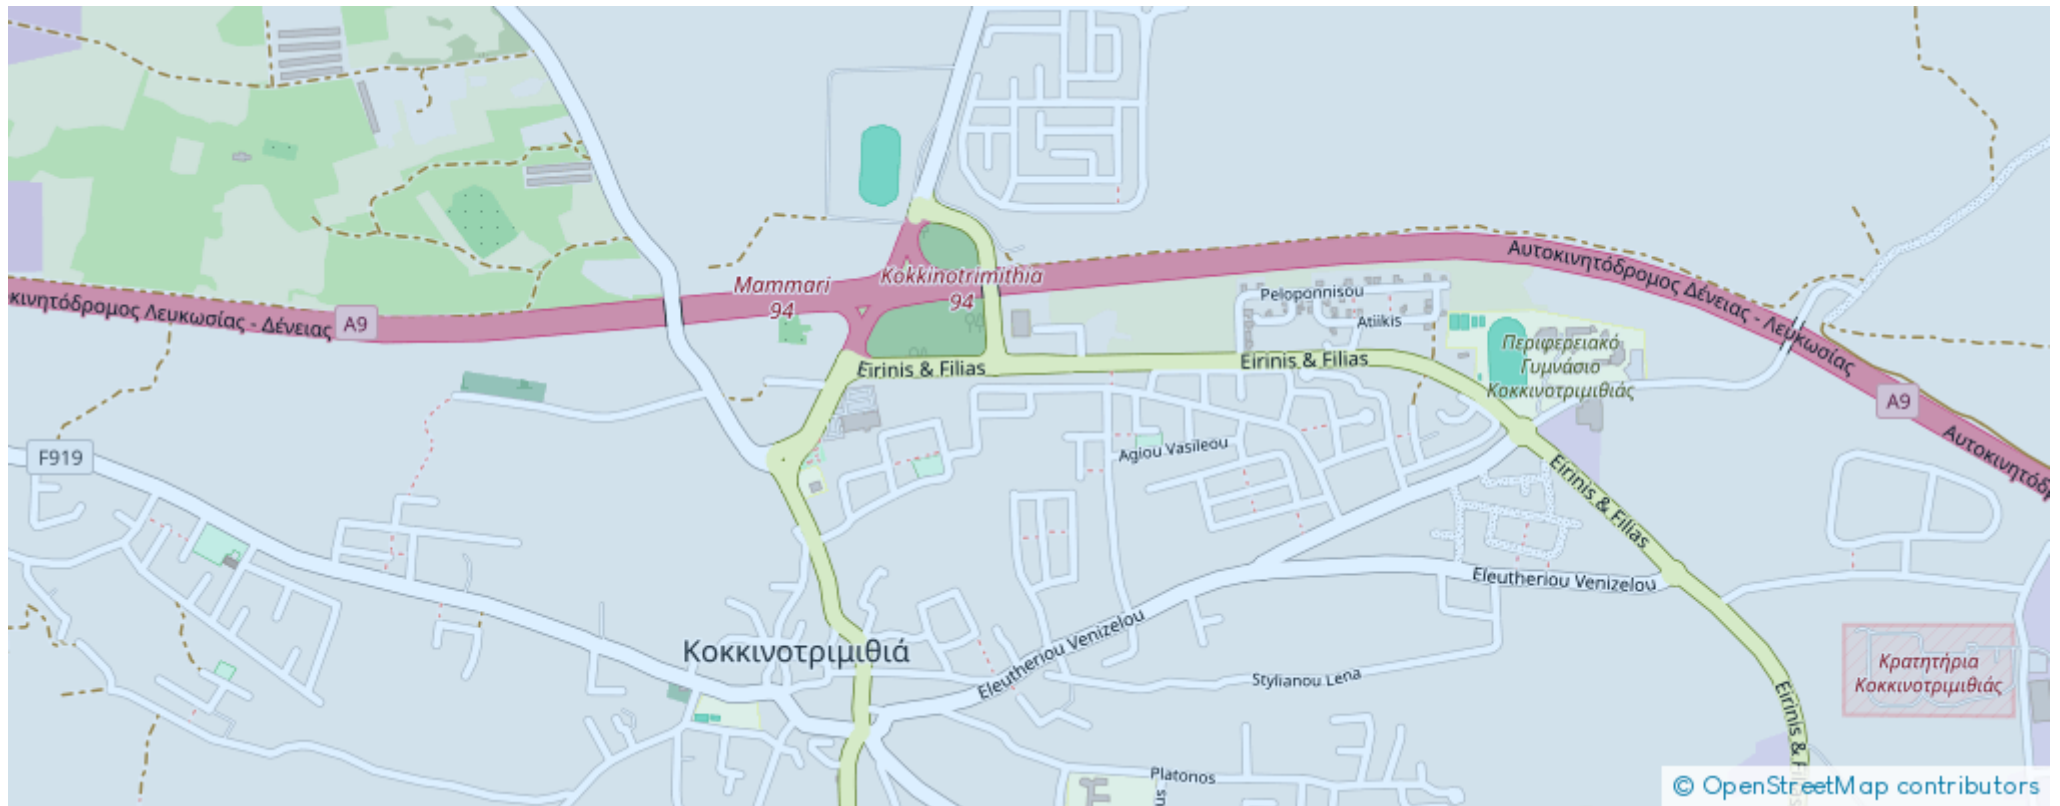 Mammari
94
Kokkinotrimithia
94
Αυτοκινητόδρομος Δένειας - Λευκωσίας
κινητόδρομος Λευκωσίας - Δένειας
A9
Peloponnisou
Atiikis
Eirinis & Filias
Eirinis & Filias
Περιφερειακό
Γυμνάσιο
Κοκκινοτριμιθιάς
A9
F919
Agiou Vasileou
Eirinis & Filias
Eleutheriou Venizelou
Κοκκινοτριμιθιά
Eleutheriou Venizelou
Stylianou Lena
Κρατητήρια
Κοκκινοτριμιθιάς
Eirinis &
Platonos
© OpenStreetMap contributors